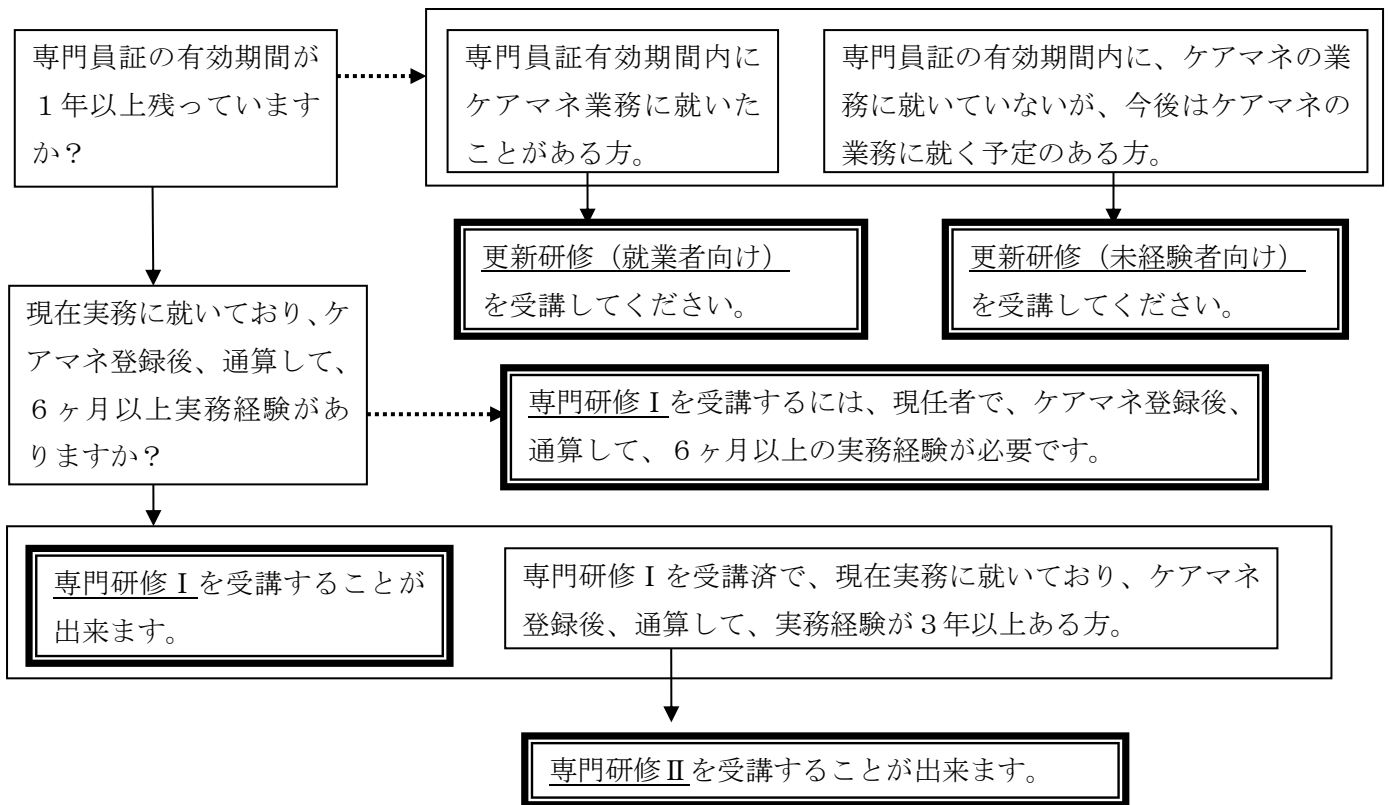 専門員証の有効期間が
１年以上残っています
か？
専門員証有効期間内に
ケアマネ業務に就いた
ことがある方。
専門員証の有効期間内に、ケアマネの業
務に就いていないが、今後はケアマネの
業務に就く予定のある方。
更新研修（就業者向け）
を受講してください。
更新研修（未経験者向け）
を受講してください。
現在実務に就いており、ケ
アマネ登録後、通算して、
６ヶ月以上実務経験があ
りますか？
専門研修Ⅰを受講するには、現任者で、ケアマネ登録後、
通算して、６ヶ月以上の実務経験が必要です。
専門研修Ⅰを受講することが
出来ます。
専門研修Ⅰを受講済で、現在実務に就いており、ケアマネ
登録後、通算して、実務経験が３年以上ある方。
専門研修Ⅱを受講することが出来ます。